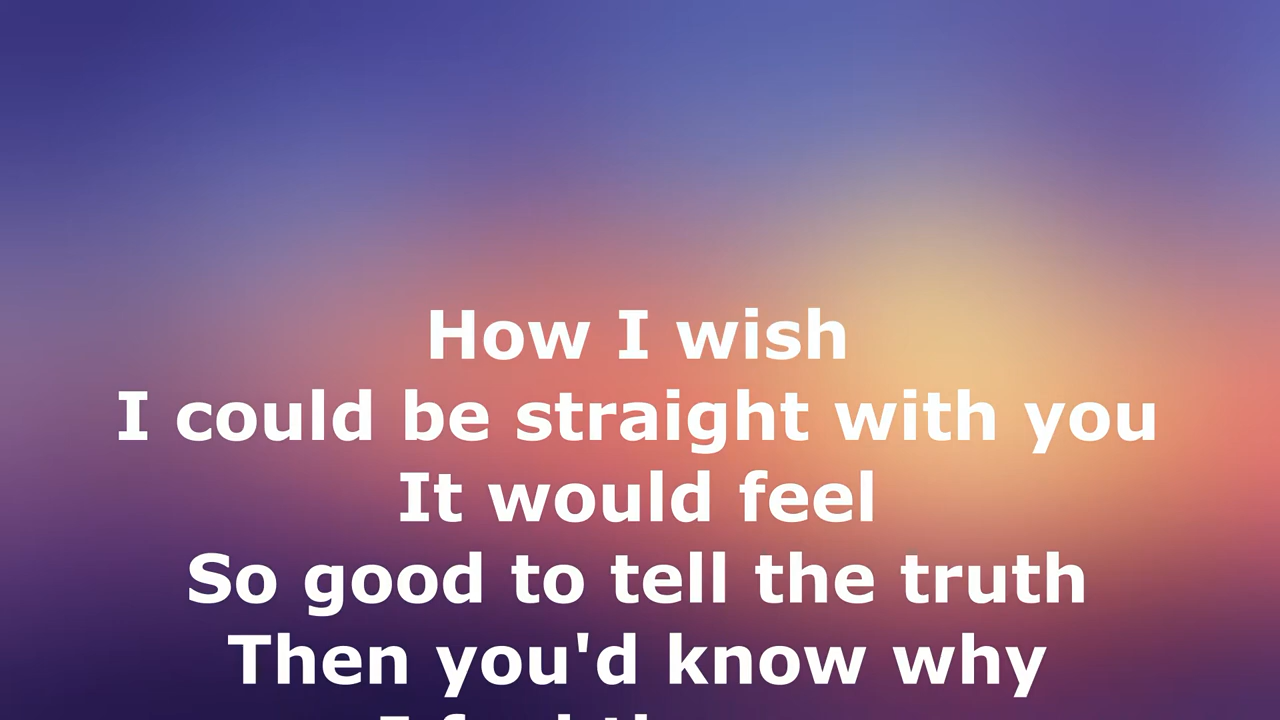 How I wish
I could be straight with you
It would feel
So good to tell the truth
Then you'd know why